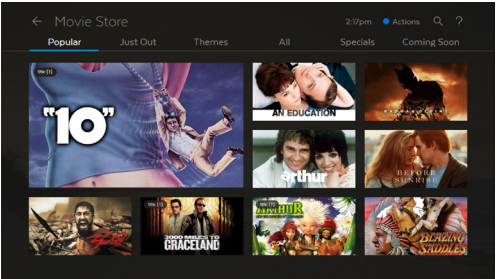 ← Movie Store
2:17pm
Actions
?
Popular
Just Out
Themes
All
Specials
Coming Soon
"10"
AN EDUCATION
arthur
BEFORE
SUNRISE
300
3000 MILES TO
GRACELAND
BLAZING
SADDLES